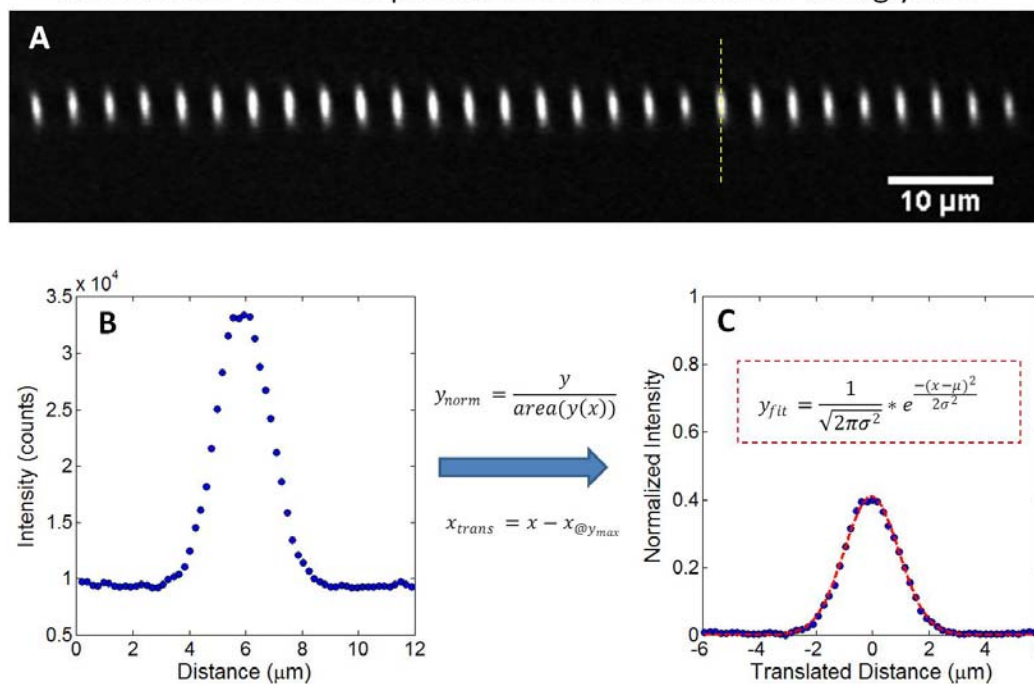 A
10 µm
x 10⁴
3.5
3
2.5
2
1.5
1
0.5
0 2 4 6 8 10 12
Intensity (counts)
Distance (µm)
B
y_norm = y / area(y(x))
x_trans = x − x_@y_max
1
0.8
0.6
0.4
0.2
0
-6 -4 -2 0 2 4
Normalized Intensity
Translated Distance (µm)
C
y_fit = 1 / √(2πσ²) * e^(−(x−μ)² / 2σ²)